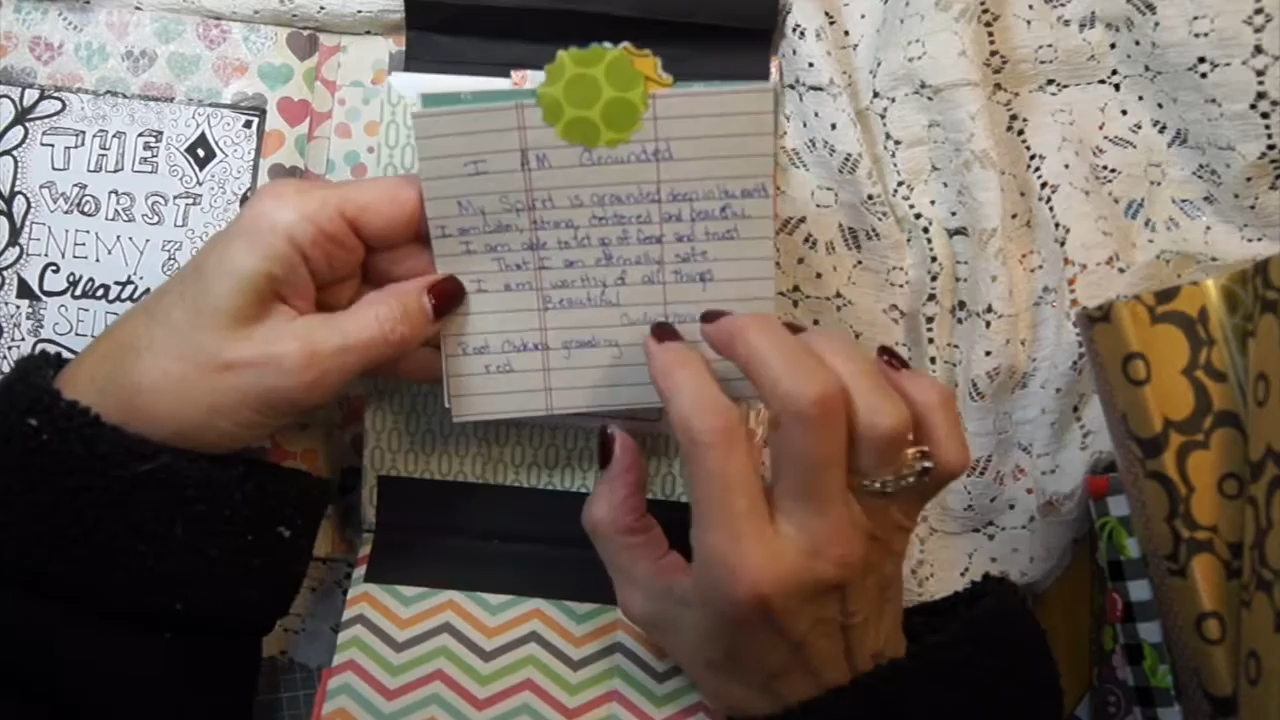 THE
WORST
ENEMY
Creati
SELF
I AM Grounded
My Spirit is grounded deep in the earth
I am calm, strong, centered and peaceful.
I am able to let go of fear and trust
That I am eternally safe.
I am worthy of all Things
Beautiful
Root Chakra grounding
red